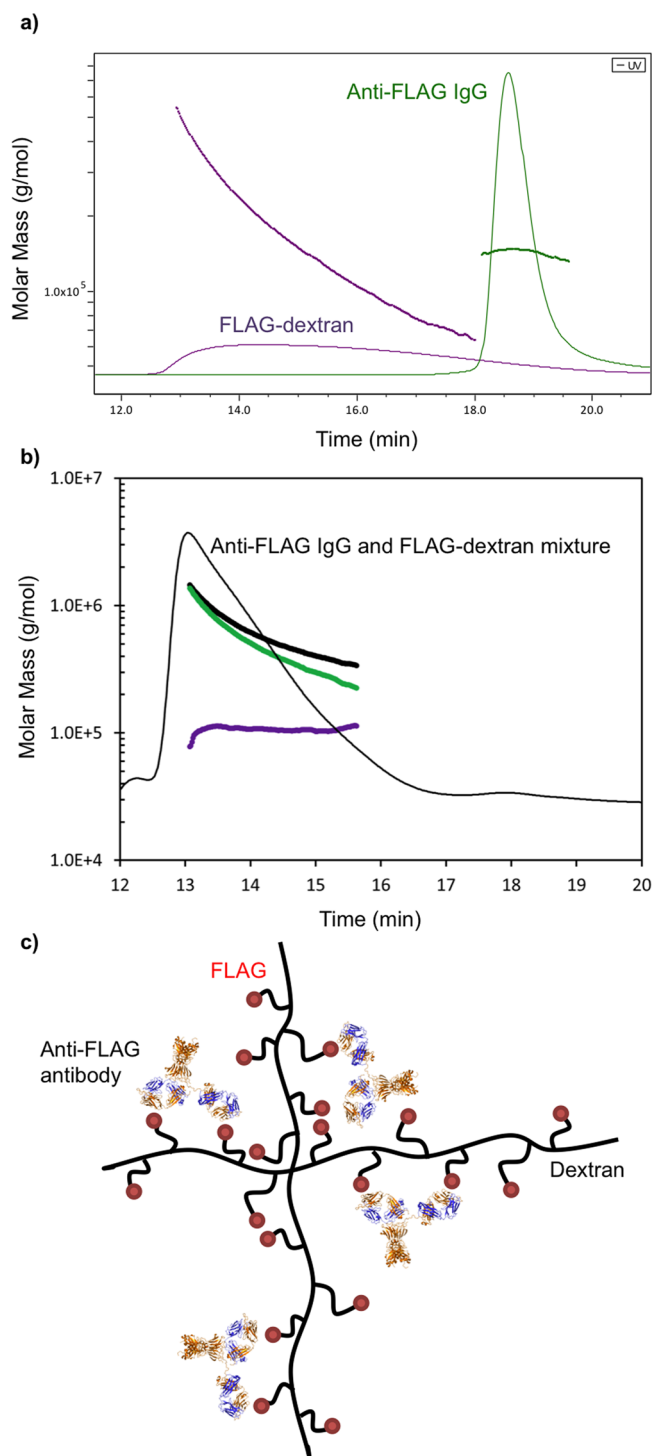 a)
UV
Anti-FLAG IgG
Molar Mass (g/mol)
1.0x10⁵
FLAG-dextran
12.0 14.0 16.0 18.0 20.0
Time (min)
b)
1.0E+7
Anti-FLAG IgG and FLAG-dextran mixture
1.0E+6
Molar Mass (g/mol)
1.0E+5
1.0E+4
12 13 14 15 16 17 18 19 20
Time (min)
c)
FLAG
Anti-FLAG
antibody
Dextran